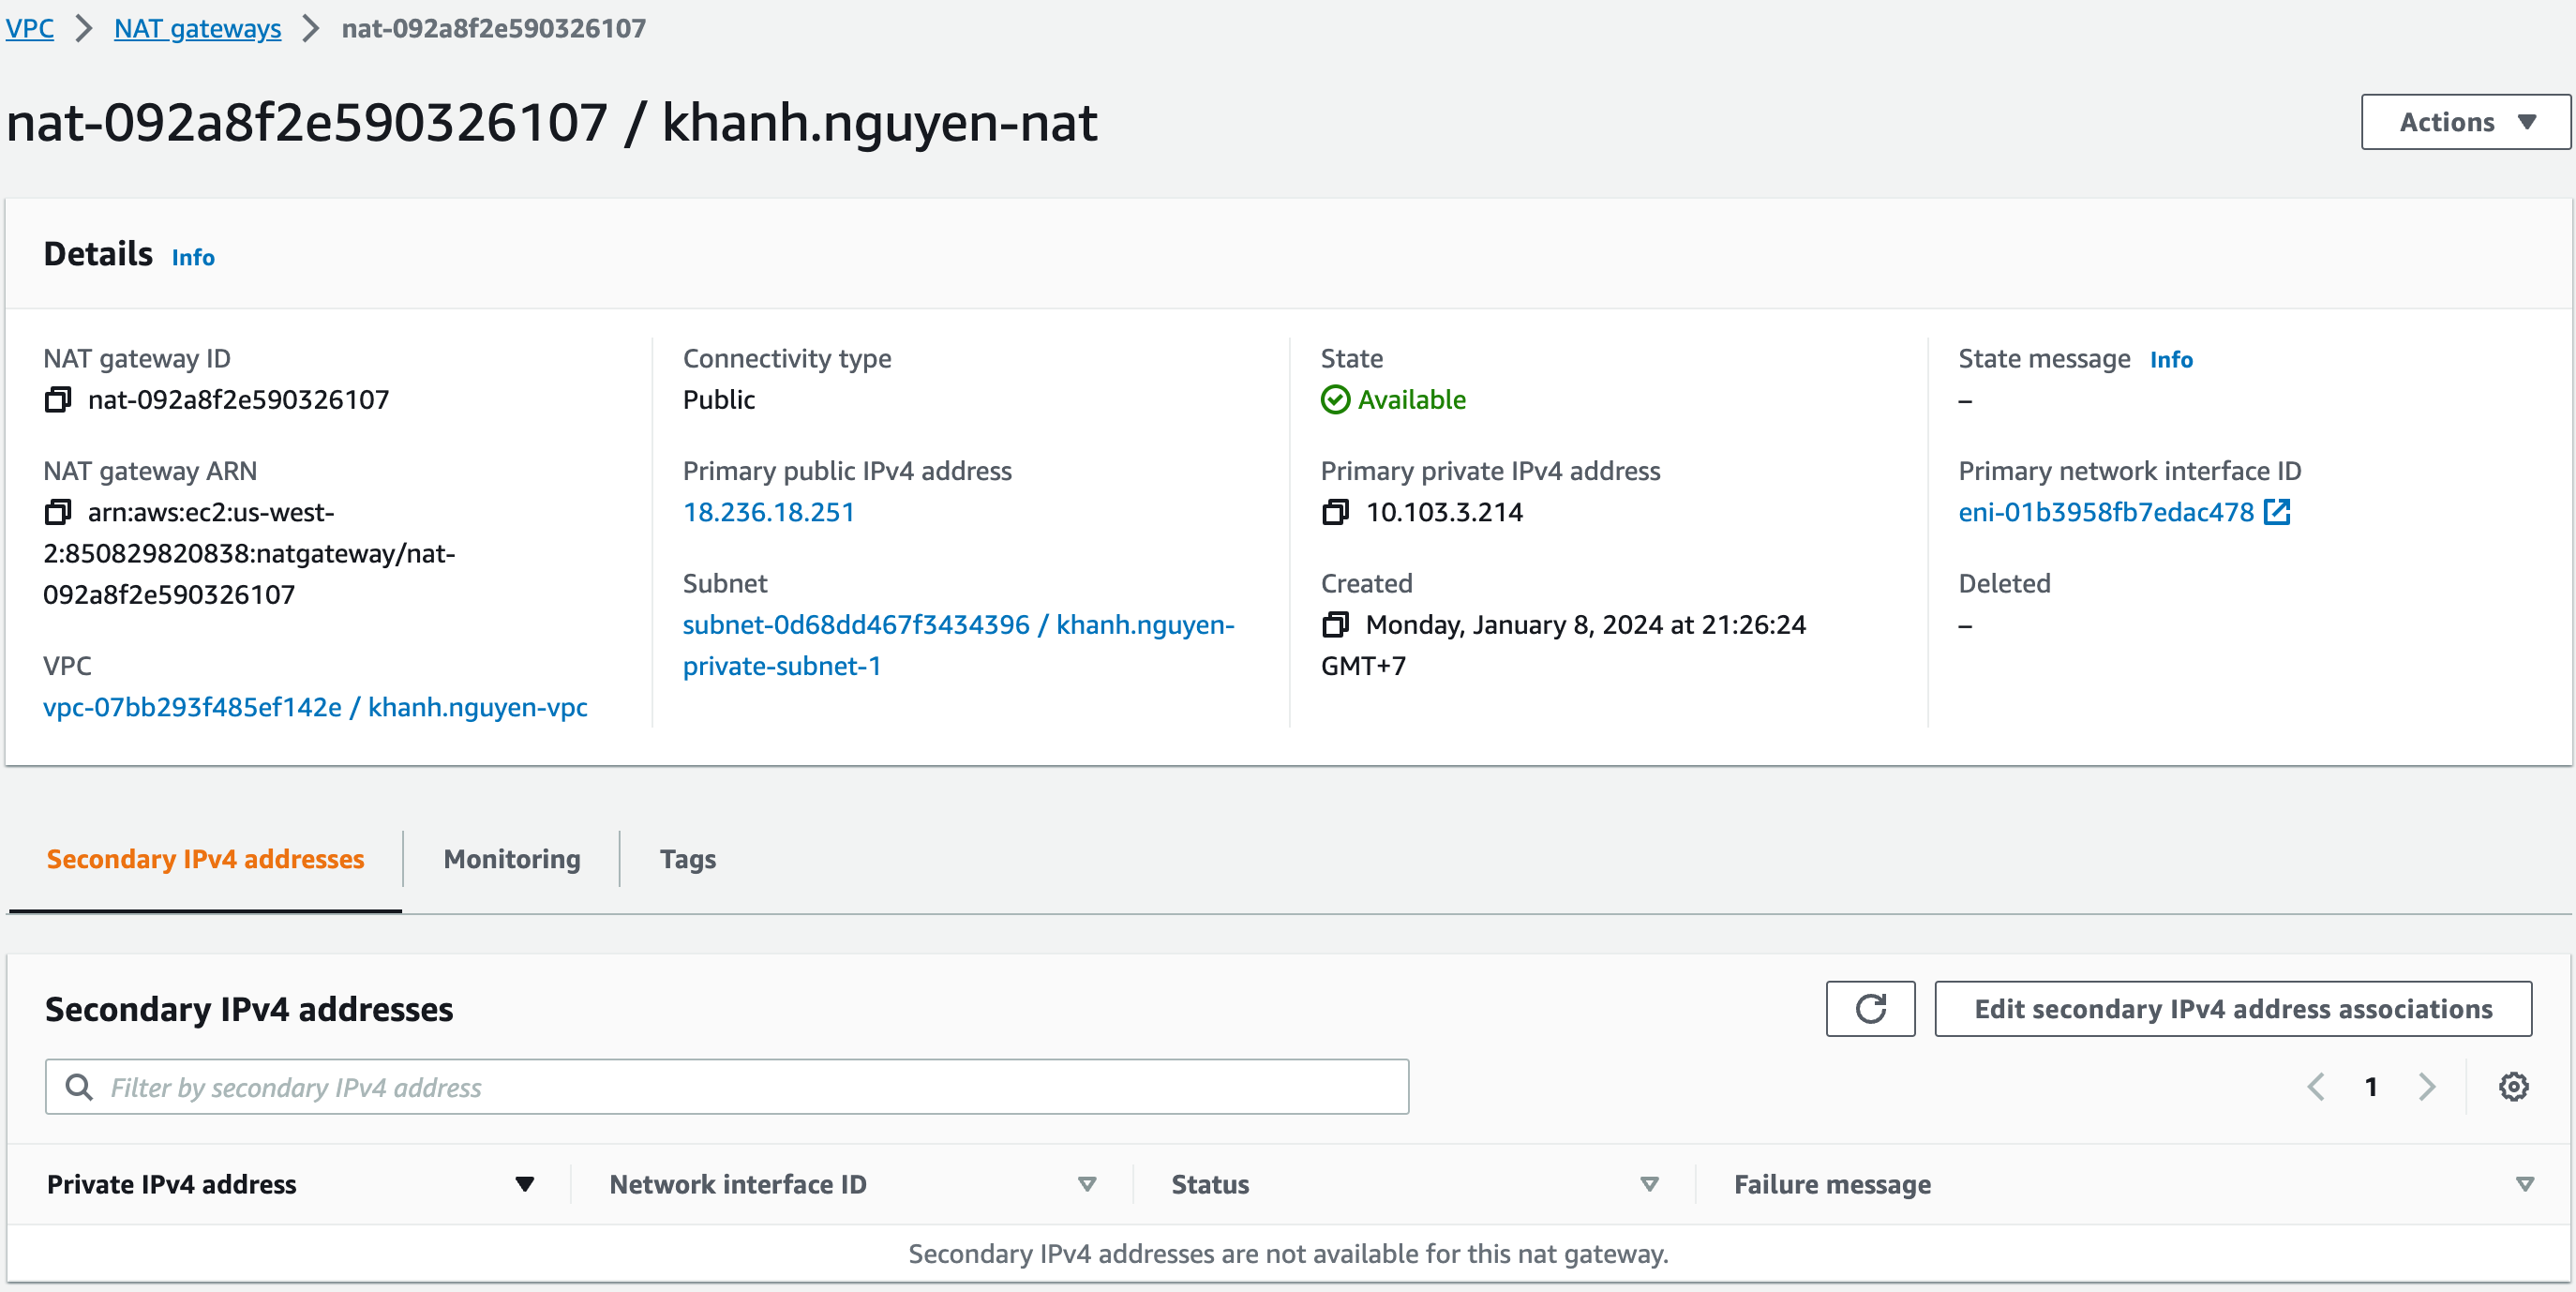 VPC > NAT gateways > nat-092a8f2e590326107
nat-092a8f2e590326107 / khanh.nguyen-nat
Actions
Details Info
NAT gateway ID
nat-092a8f2e590326107
NAT gateway ARN
arn:aws:ec2:us-west-
2:850829820838:natgateway/nat-
092a8f2e590326107
VPC
vpc-07bb293f485ef142e / khanh.nguyen-vpc
Connectivity type
Public
Primary public IPv4 address
18.236.18.251
Subnet
subnet-0d68dd467f3434396 / khanh.nguyen-
private-subnet-1
State
Available
Primary private IPv4 address
10.103.3.214
Created
Monday, January 8, 2024 at 21:26:24
GMT+7
State message Info
–
Primary network interface ID
eni-01b3958fb7edac478
Deleted
–
Secondary IPv4 addresses
Monitoring
Tags
Secondary IPv4 addresses
Edit secondary IPv4 address associations
Filter by secondary IPv4 address
1
Private IPv4 address
Network interface ID
Status
Failure message
Secondary IPv4 addresses are not available for this nat gateway.